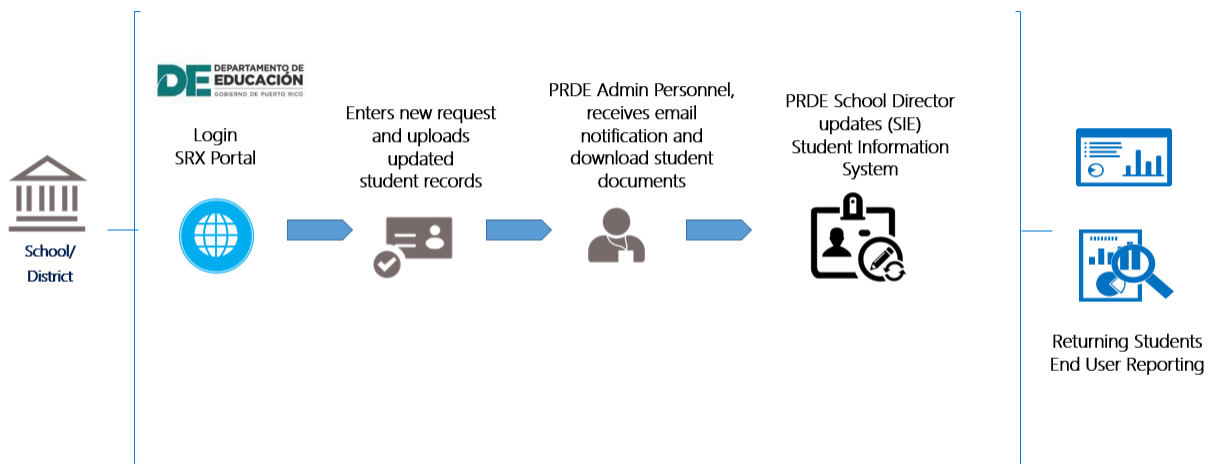 School/
District
DE
DEPARTAMENTO DE
EDUCACIÓN
GOBIERNO DE PUERTO RICO
Login
SRX Portal
Enters new request
and uploads
updated
student records
PRDE Admin Personnel,
receives email
notification and
download student
documents
PRDE School Director
updates (SIE)
Student Information
System
Returning Students
End User Reporting